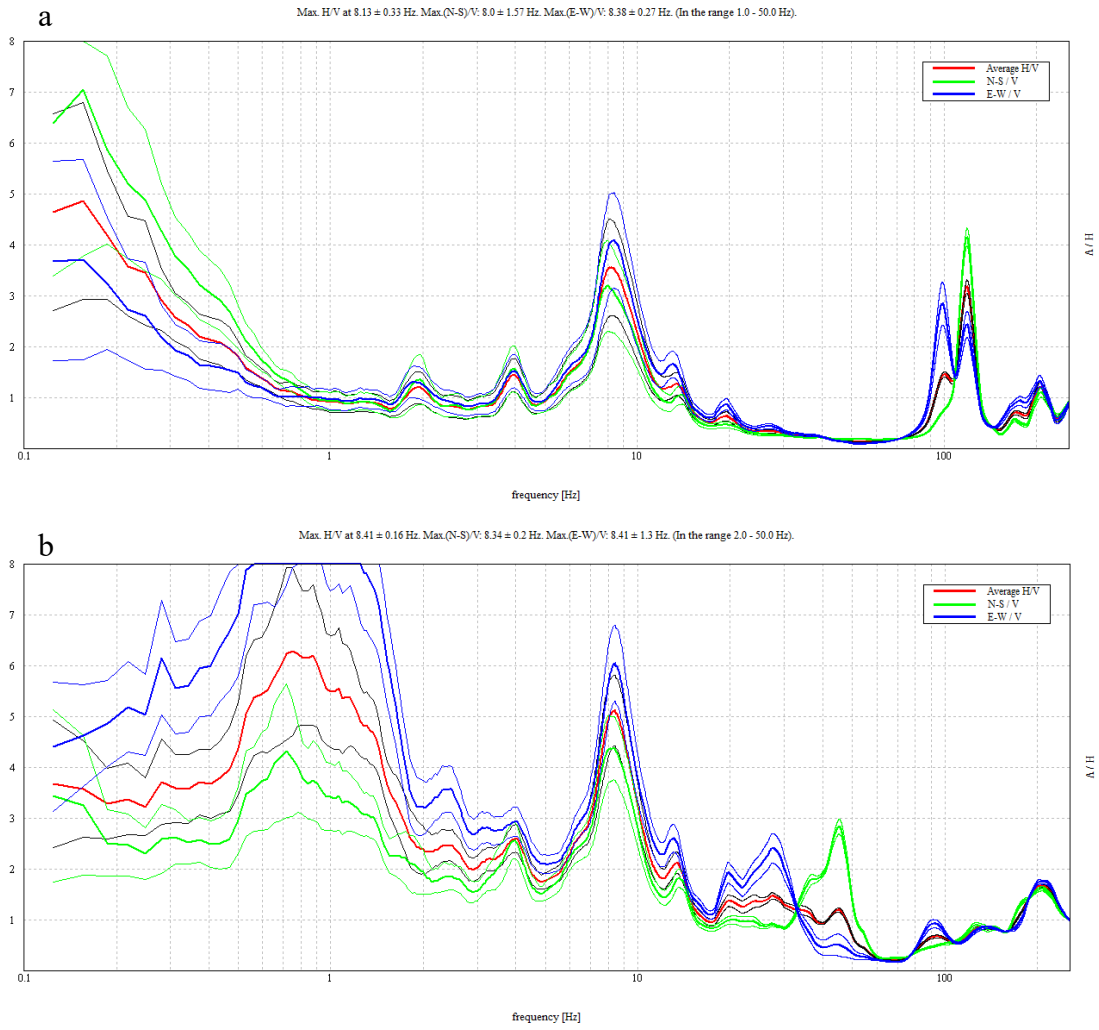 a
Max. H/V at 8.13 ± 0.33 Hz. Max.(N-S)/V: 8.0 ± 1.57 Hz. Max.(E-W)/V: 8.38 ± 0.27 Hz. (In the range 1.0 - 50.0 Hz).
8
7
6
5
4
3
2
1
Average H/V
N-S / V
E-W / V
H / V
0.1 1 10 100
frequency [Hz]
b
Max. H/V at 8.41 ± 0.16 Hz. Max.(N-S)/V: 8.34 ± 0.2 Hz. Max.(E-W)/V: 8.41 ± 1.3 Hz. (In the range 2.0 - 50.0 Hz).
8
7
6
5
4
3
2
1
Average H/V
N-S / V
E-W / V
H / V
0.1 1 10 100
frequency [Hz]